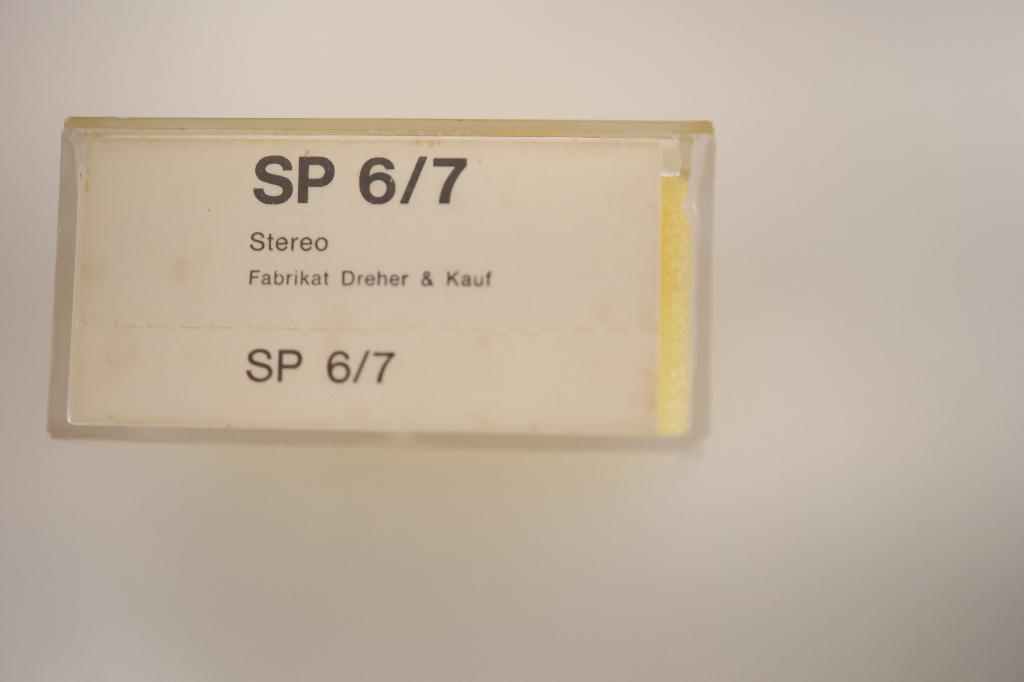 SP 6/7
Stereo
Fabrikat Dreher & Kauf
SP 6/7